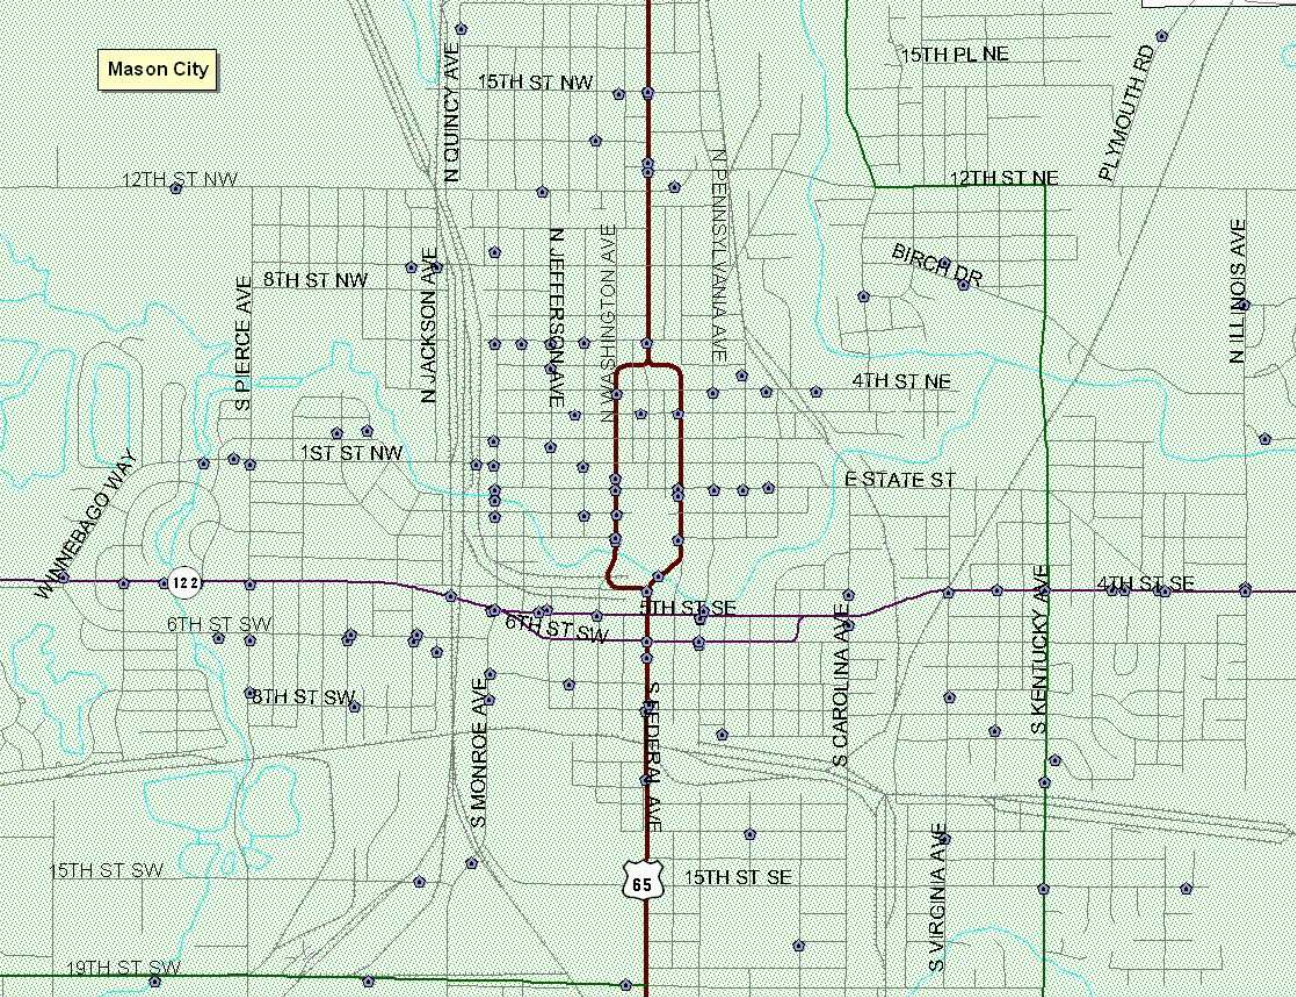 Mason City
15TH PL NE
N QUINCY AVE
15TH ST NW
PLYMOUTH RD
12TH ST NW
N PENNSYLVANIA AVE
12TH ST NE
N JEFFERSON AVE
N WASHINGTON AVE
BIRCH DR
N ILLINOIS AVE
8TH ST NW
N JACKSON AVE
S PIERCE AVE
4TH ST NE
1ST ST NW
E STATE ST
WINNEBAGO WAY
122
4TH ST SE
5TH ST SE
6TH ST SW
6TH ST SW
S KENTUCKY AVE
S CAROLINA AVE
8TH ST SW
S MONROE AVE
S FEDERAL AVE
15TH ST SW
65
15TH ST SE
S VIRGINIA AVE
19TH ST SW